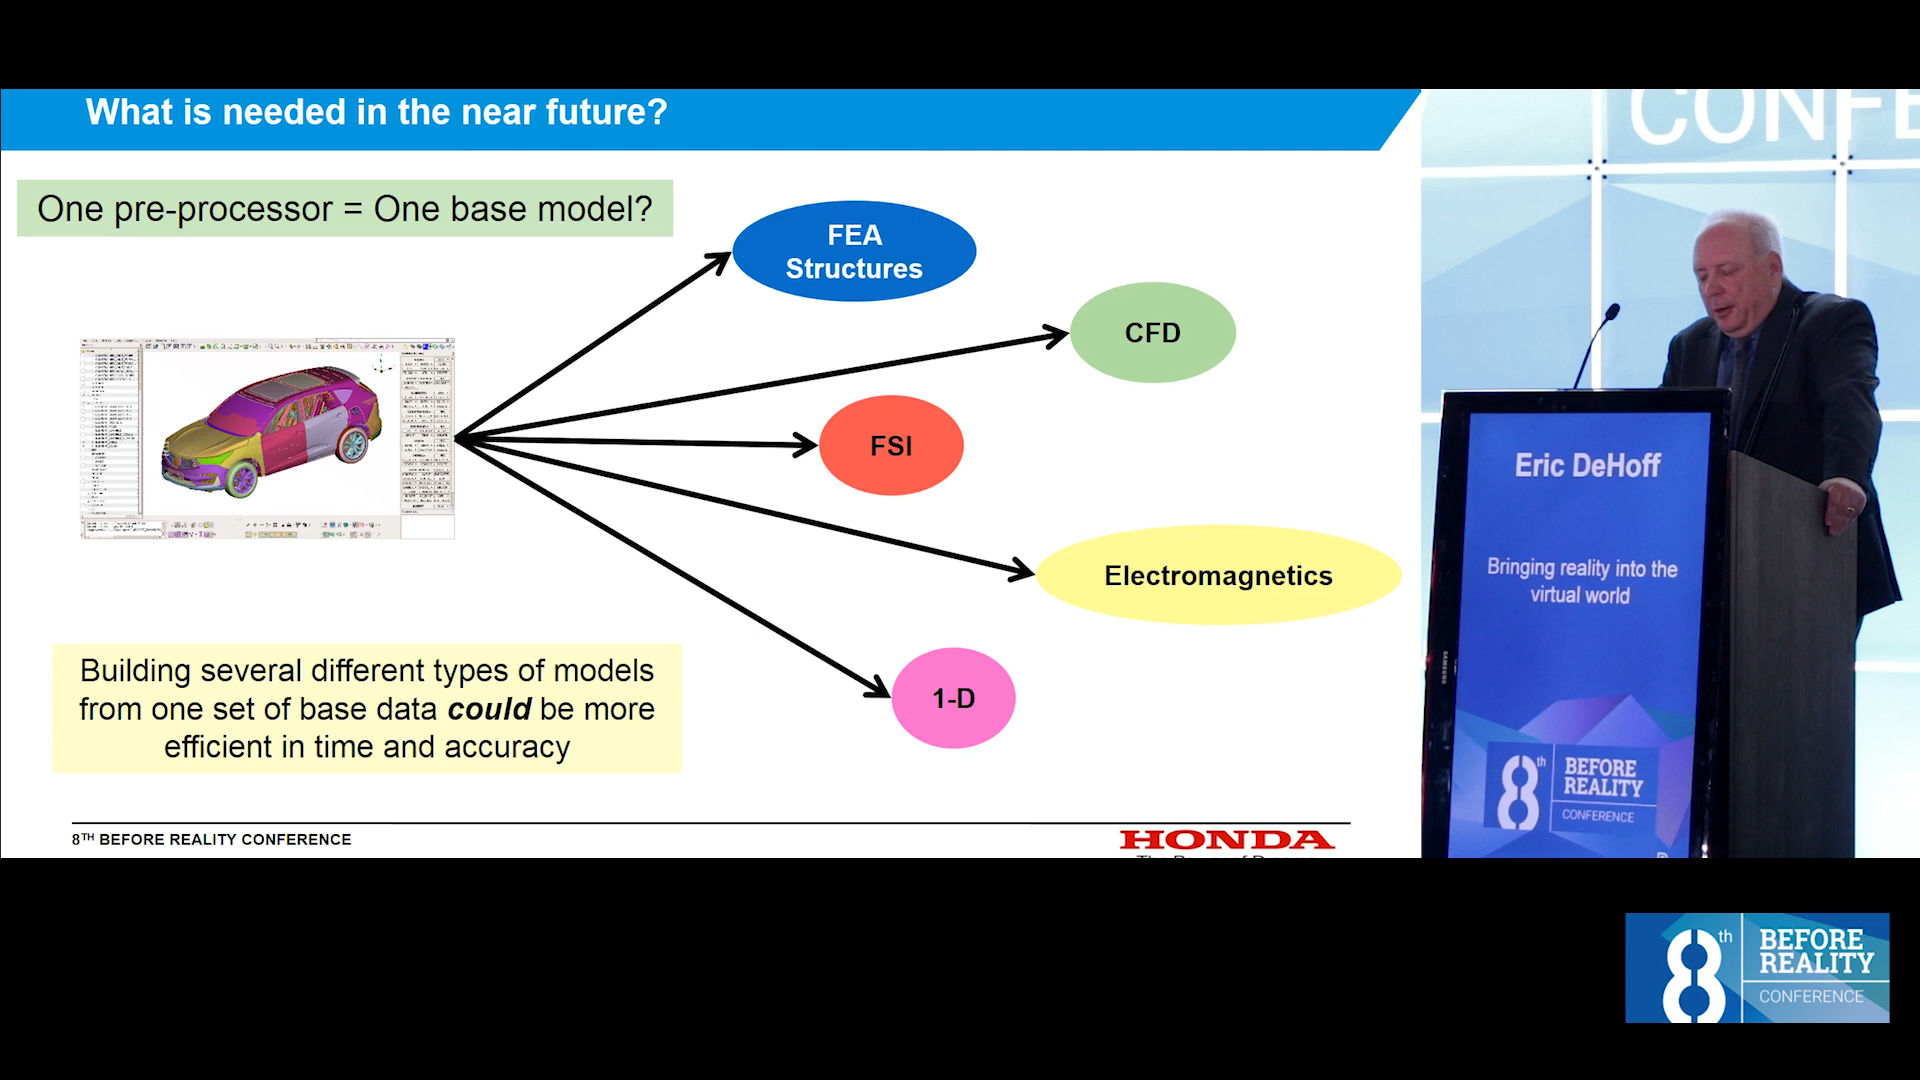 What is needed in the near future?
One pre-processor = One base model?
FEA
Structures
CFD
FSI
Electromagnetics
1-D
Building several different types of models
from one set of base data could be more
efficient in time and accuracy
8TH BEFORE REALITY CONFERENCE
HONDA
CONFE
Eric DeHoff
Bringing reality into the
virtual world
8th
BEFORE
REALITY
CONFERENCE
SAMSUNG
8th
BEFORE
REALITY
CONFERENCE